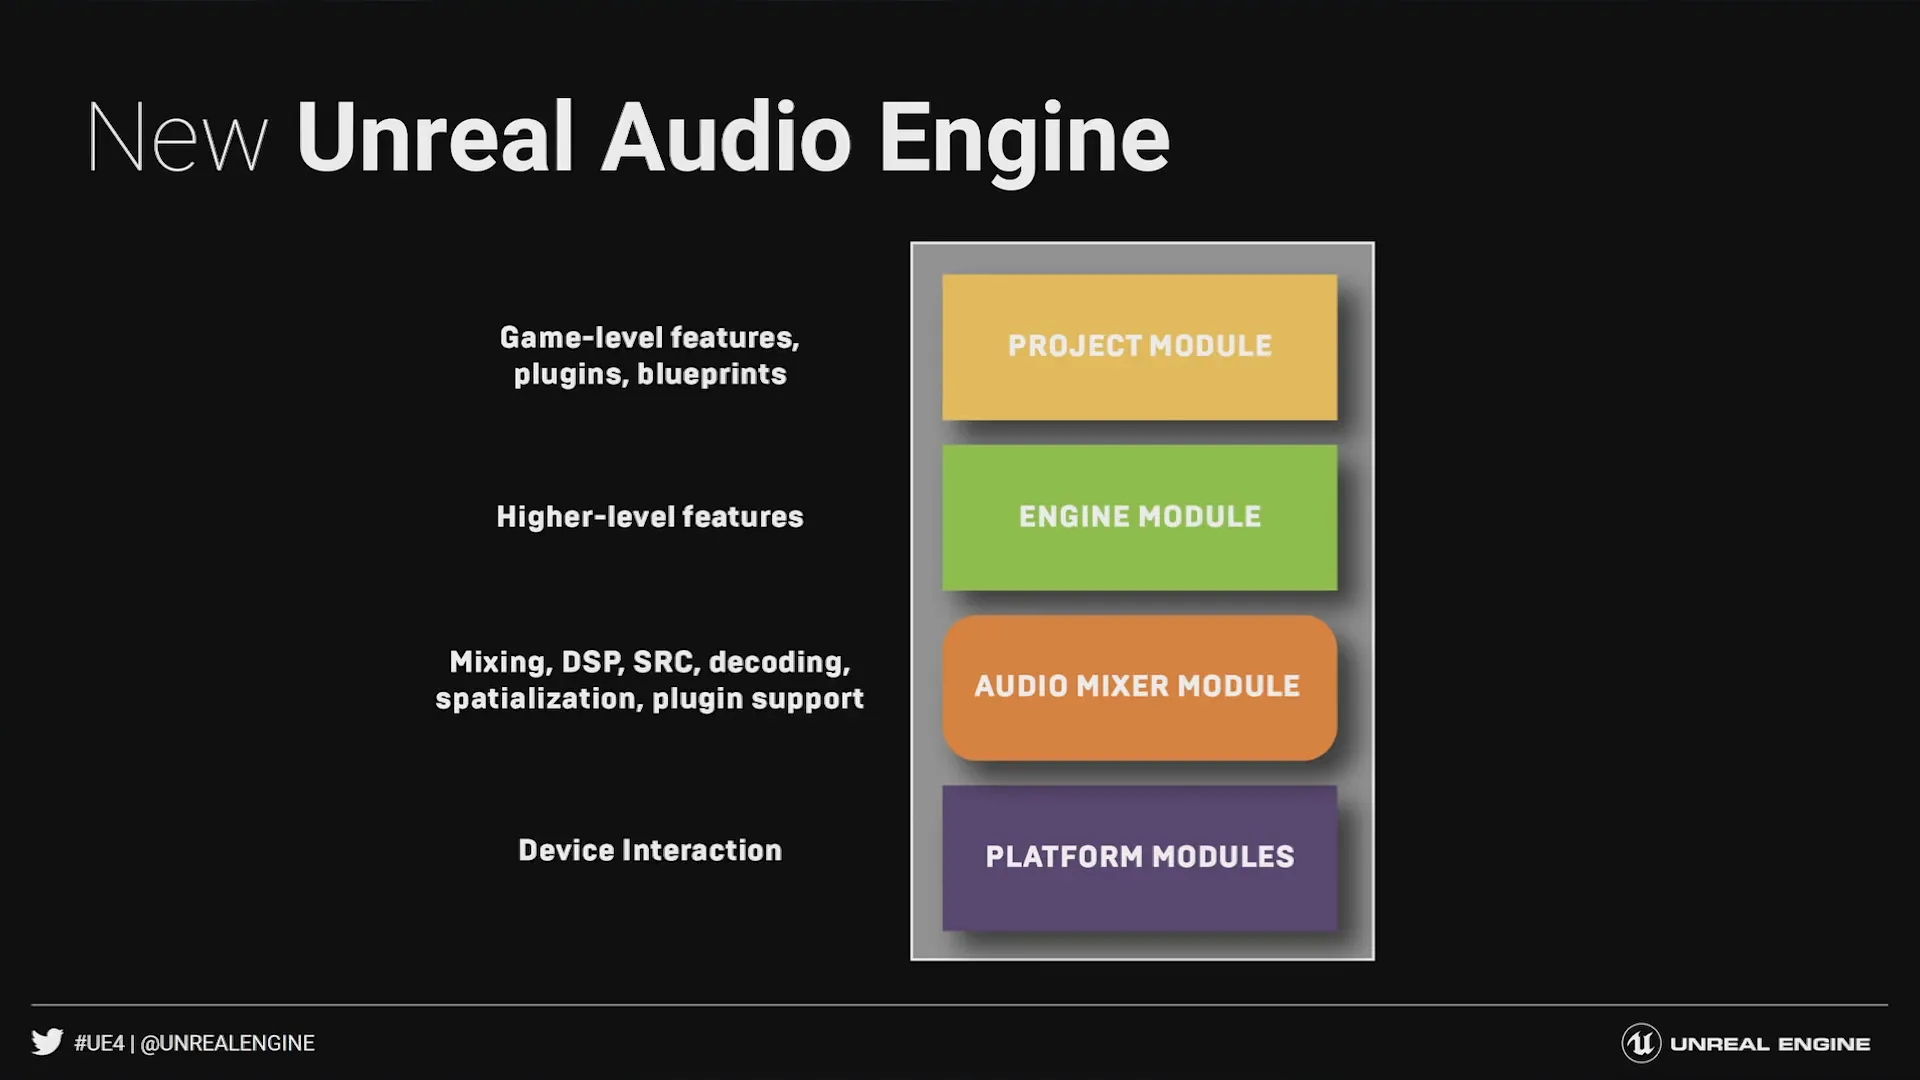 New Unreal Audio Engine
Game-level features,
plugins, blueprints
PROJECT MODULE
Higher-level features
ENGINE MODULE
Mixing, DSP, SRC, decoding,
spatialization, plugin support
AUDIO MIXER MODULE
Device Interaction
PLATFORM MODULES
#UE4 | @UNREALENGINE
UNREAL ENGINE